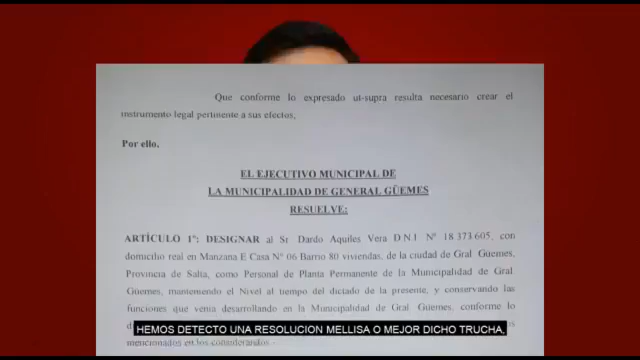 Que conforme lo expresado ut-supra resulta necesario crear el
instrumento legal pertinente a sus efectos,
Por ello.
EL EJECUTIVO MUNICIPAL DE
LA MUNICIPALIDAD DE GENERAL GÜEMES
RESUELVE:
ARTÍCULO 1º: DESIGNAR al Sr Dardo Aquiles Vera D N I Nº 18 373 605, con
domicilio real en Manzana E Casa Nº 06 Barrio 80 viviendas, de la ciudad de Gral Güemes,
Provincia de Salta, como Personal de Planta Permanente de la Municipalidad de Gral
Güemes, manteniendo el Nivel al tiempo del dictado de la presente, y conservando las
funciones que venía desarrollando en la Municipalidad de Gral Güemes, conforme lo
HEMOS DETECTO UNA RESOLUCION MELLISA O MEJOR DICHO TRUCHA,
mencionados en los considerandos